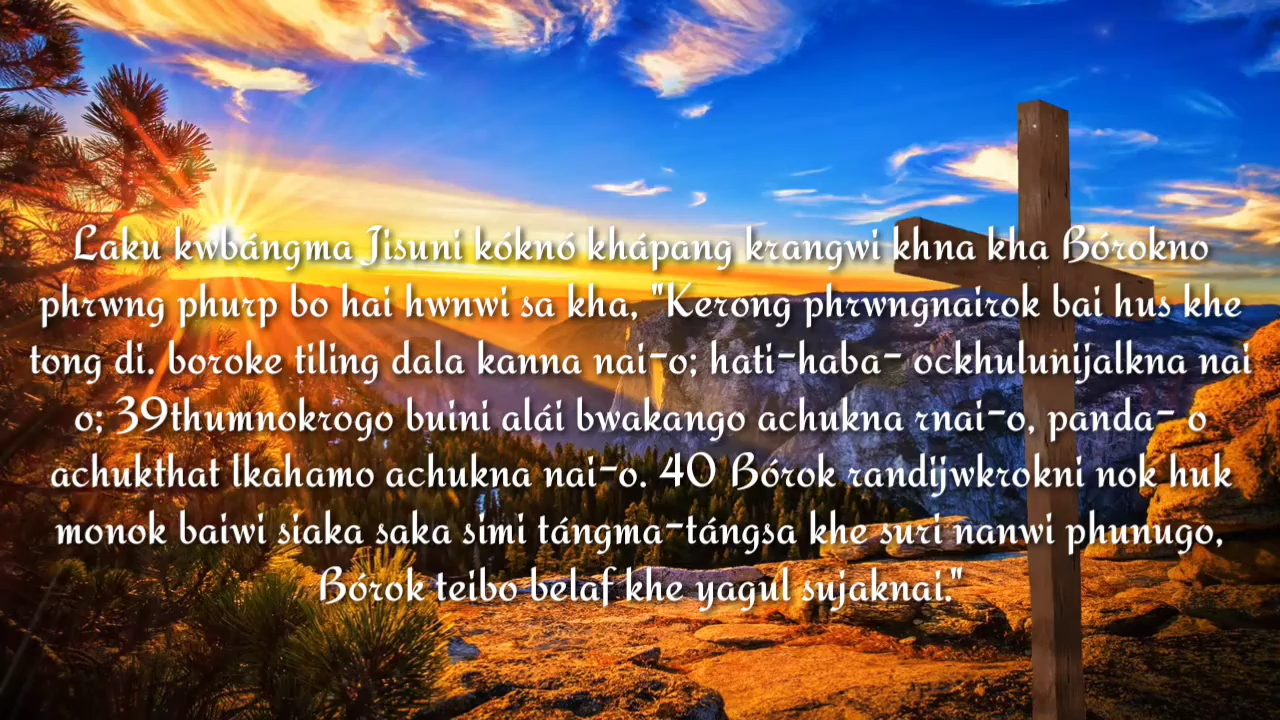 Laku kwbángma Jisuni kóknó khápang krangwi khna kha Bórokno
phrwng phurp bo hai hwnwi sa kha, "Kerong phrwngnairok bai hus khe
tong di. boroke tiling dala kanna nai-o; hati-haba- ockhulunijalkna nai
o; 39thumnokrogo buini alái bwakango achukna rnai-o, panda- o
achukthat lkahamo achukna nai-o. 40 Bórok randijwkrokni nok huk
monok baiwi siaka saka simi tángma-tángsa khe suri nanwi phunugo,
Bórok teibo belaf khe yagul sujaknai."